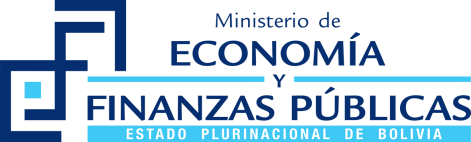 Ministerio de
ECONOMÍA
Y
FINANZAS PÚBLICAS
ESTADO PLURINACIONAL DE BOLIVIA